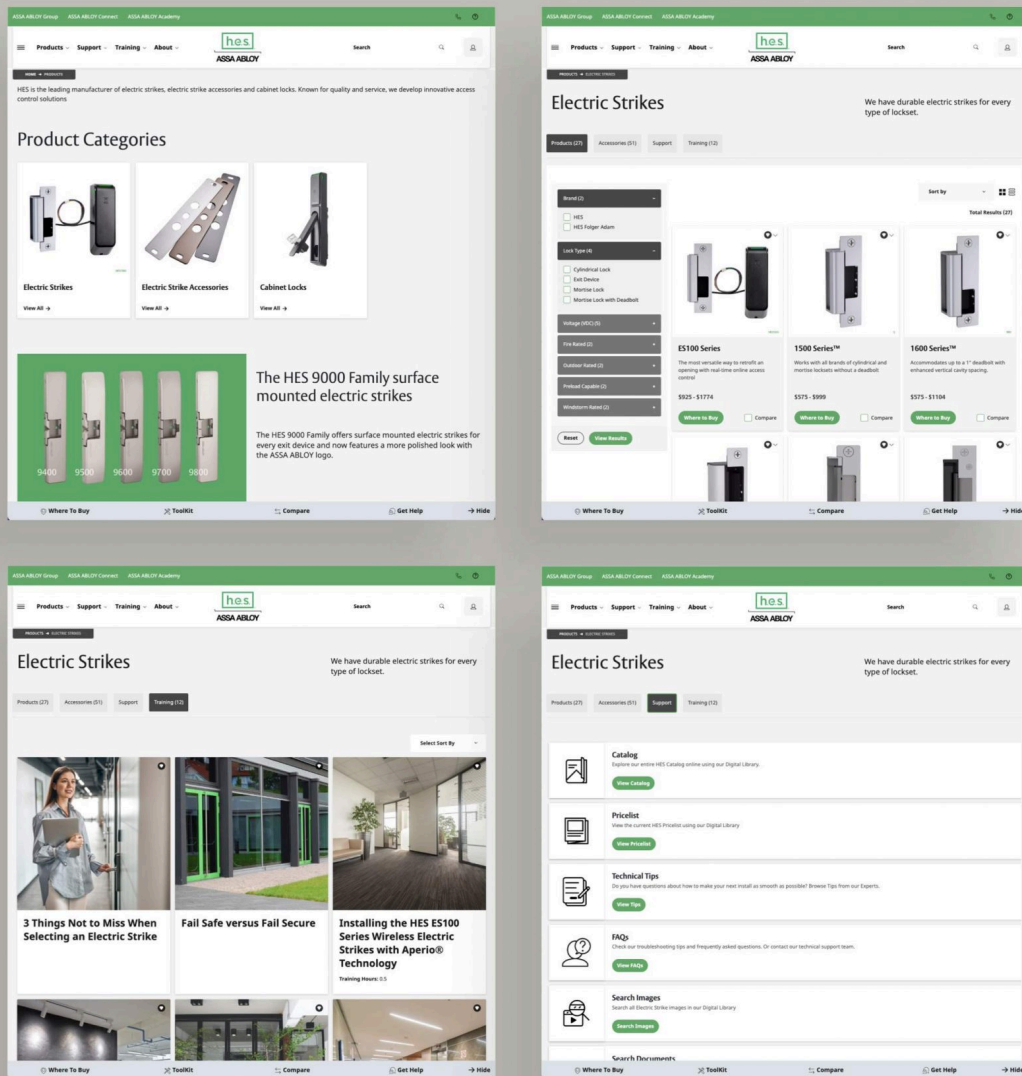 ASSA ABLOY Group ASSA ABLOY Connect ASSA ABLOY Academy
Products Support Training About
hes
ASSA ABLOY
Search
HOME → PRODUCTS
HES is the leading manufacturer of electric strikes, electric strike accessories and cabinet locks. Known for quality and service, we develop innovative access
control solutions
Product Categories
Electric Strikes
View All →
Electric Strike Accessories
View All →
Cabinet Locks
View All →
9400 9500 9600 9700 9800
The HES 9000 Family surface
mounted electric strikes
The HES 9000 Family offers surface mounted electric strikes for
every exit device and now features a more polished look with
the ASSA ABLOY logo.
Where To Buy ToolKit Compare Get Help → Hide
ASSA ABLOY Group ASSA ABLOY Connect ASSA ABLOY Academy
Products Support Training About
hes
ASSA ABLOY
Search
PRODUCTS → ELECTRIC STRIKES
Electric Strikes
We have durable electric strikes for every
type of lockset.
Products (27) Accessories (51) Support Training (12)
Sort by
Total Results (27)
Brand (2) -
HES
HES Folger Adam
Lock Type (4) -
Cylindrical Lock
Exit Device
Mortise Lock
Mortise Lock with Deadbolt
Voltage (VDC) (5) +
Fire Rated (2) +
Outdoor Rated (2) +
Preload Capable (2) +
Windstorm Rated (2) +
Reset View Results
ES100 Series
The most versatile way to retrofit an
opening with real-time online access
control
$925 - $1774
Where to Buy Compare
1500 Series™
Works with all brands of cylindrical and
mortise locksets without a deadbolt
$575 - $999
Where to Buy Compare
1600 Series™
Accommodates up to a 1" deadbolt with
enhanced vertical cavity spacing.
$575 - $1104
Where to Buy Compare
Where To Buy ToolKit Compare Get Help → Hide
ASSA ABLOY Group ASSA ABLOY Connect ASSA ABLOY Academy
Products Support Training About
hes
ASSA ABLOY
Search
PRODUCTS → ELECTRIC STRIKES
Electric Strikes
We have durable electric strikes for every
type of lockset.
Products (27) Accessories (51) Support Training (12)
Select Sort By
3 Things Not to Miss When
Selecting an Electric Strike
Fail Safe versus Fail Secure
Installing the HES ES100
Series Wireless Electric
Strikes with Aperio®
Technology
Training Hours: 0.5
Where To Buy ToolKit Compare Get Help → Hide
ASSA ABLOY Group ASSA ABLOY Connect ASSA ABLOY Academy
Products Support Training About
hes
ASSA ABLOY
Search
PRODUCTS → ELECTRIC STRIKES
Electric Strikes
We have durable electric strikes for every
type of lockset.
Products (27) Accessories (51) Support Training (12)
Catalog
Explore our entire HES Catalog online using our Digital Library.
View Catalog
Pricelist
View the current HES Pricelist using our Digital Library
View Pricelist
Technical Tips
Do you have questions about how to make your next install as smooth as possible? Browse Tips from our Experts.
View Tips
FAQs
Check our troubleshooting tips and frequently asked questions. Or contact our technical support team.
View FAQs
Search Images
Search all Electric Strike images in our Digital Library
Search Images
Search Documents
Where To Buy ToolKit Compare Get Help → Hide